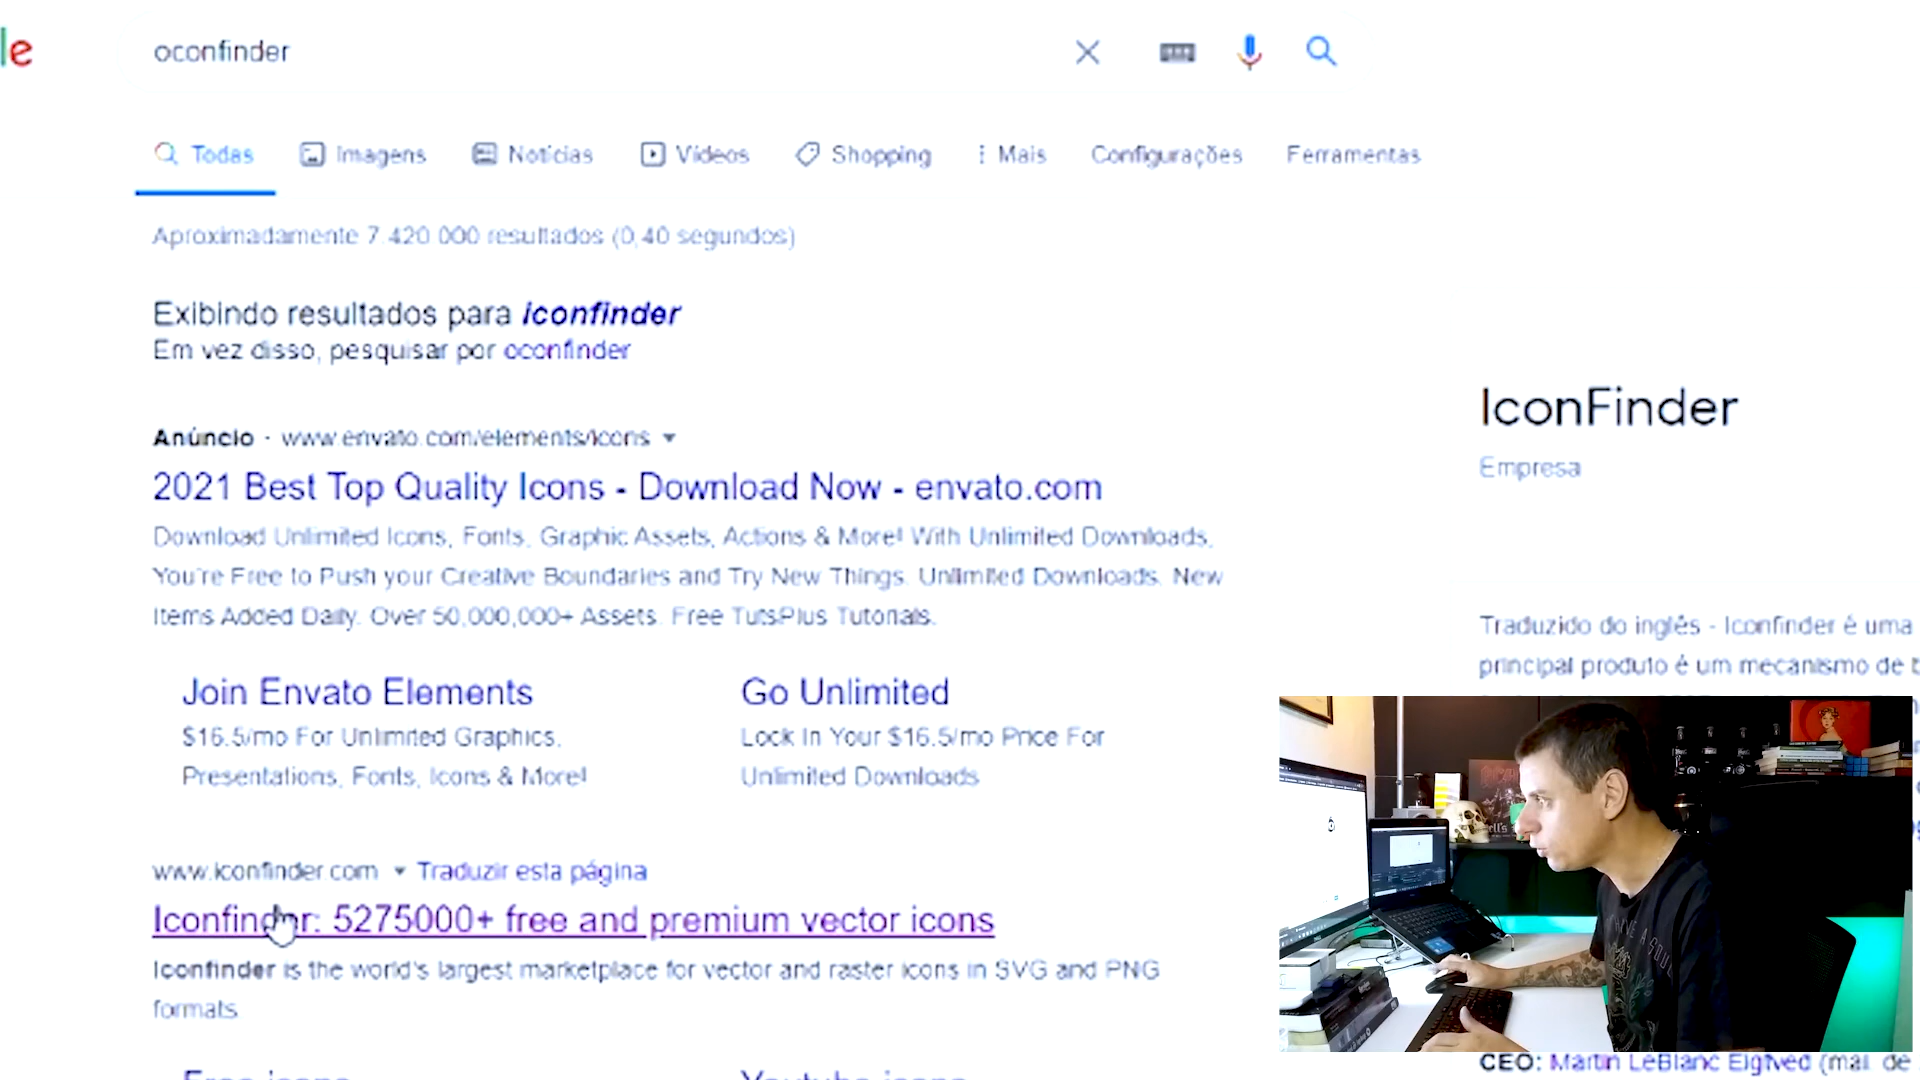 le
oconfinder
Todas Imagens Notícias Vídeos Shopping Mais Configurações Ferramentas
Aproximadamente 7.420.000 resultados (0,40 segundos)
Exibindo resultados para iconfinder
Em vez disso, pesquisar por oconfinder
Anúncio · www.envato.com/elements/icons
2021 Best Top Quality Icons - Download Now - envato.com
Download Unlimited Icons, Fonts, Graphic Assets, Actions & More! With Unlimited Downloads,
You're Free to Push your Creative Boundaries and Try New Things. Unlimited Downloads. New
Items Added Daily. Over 50,000,000+ Assets. Free TutsPlus Tutorials.
Join Envato Elements
$16.5/mo For Unlimited Graphics,
Presentations, Fonts, Icons & More!
Go Unlimited
Lock In Your $16.5/mo Price For
Unlimited Downloads
www.iconfinder.com Traduzir esta página
Iconfinder: 5275000+ free and premium vector icons
Iconfinder is the world's largest marketplace for vector and raster icons in SVG and PNG
formats.
Free icons
Youtube icons
IconFinder
Empresa
Traduzido do inglês - Iconfinder é uma
principal produto é um mecanismo de b
CEO: Martin LeBlanc Eigtved (mai. de